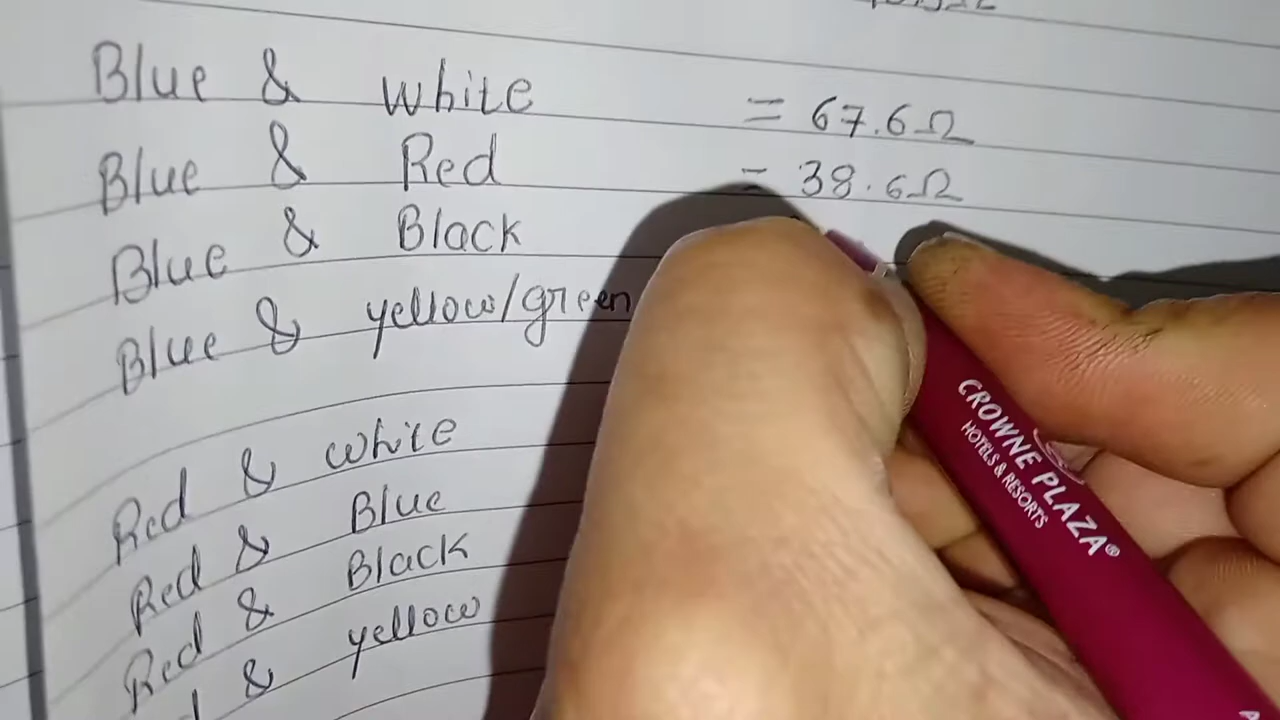 Blue & white = 67.6Ω
Blue & Red = 38.6Ω
Blue & Black
Blue & yellow/green
Red & white
Red & Blue
Red & Black
& yellow
CROWNE PLAZA®
HOTELS & RESORTS